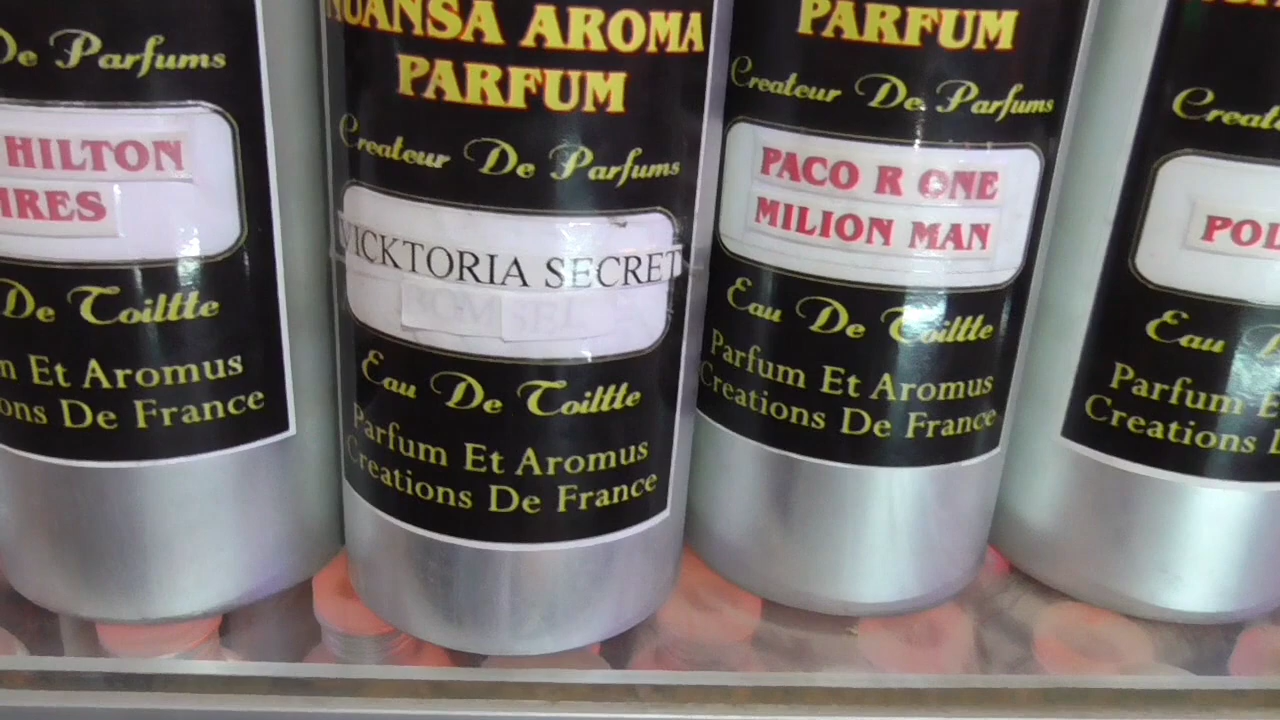 De Parfums
HILTON
IRES
De Toiltte
Et Aromus
ons De France
NUANSA AROMA
PARFUM
Createur De Parfums
VICKTORIA SECRET
Eau De Toiltte
Parfum Et Aromus
Creations De France
PARFUM
Createur De Parfums
PACO R ONE
MILION MAN
Eau De Toiltte
Parfum Et Aromus
Creations De France
Creat
POL
Eau
Parfum E
Creations